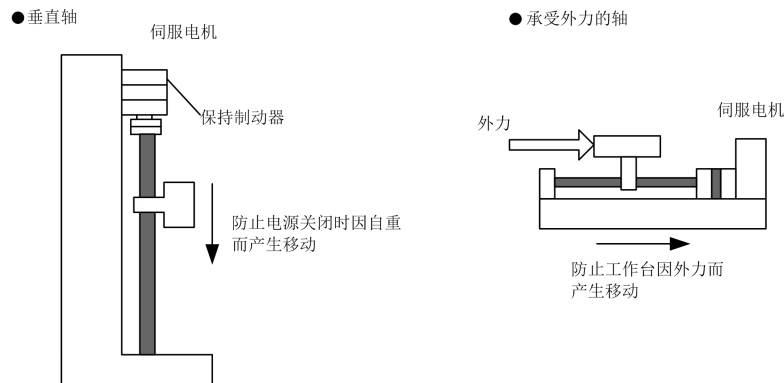 ●垂直轴
伺服电机
保持制动器
防止电源关闭时因自重
而产生移动
●承受外力的轴
伺服电机
外力
防止工作台因外力而
产生移动